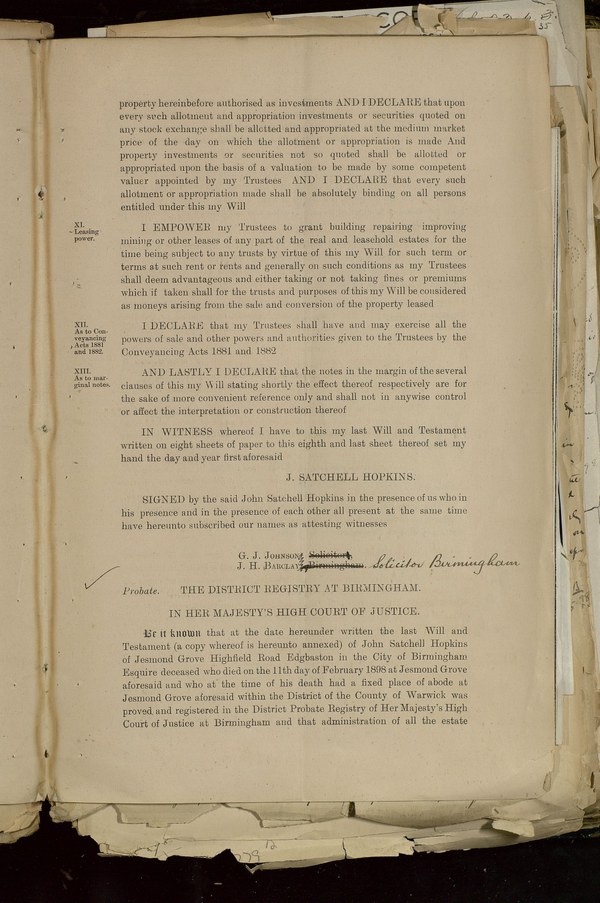 35
property hereinbefore authorised as investments AND I DECLARE that upon
every such allotment and appropriation investments or securities quoted on
any stock exchange shall be allotted and appropriated at the medium market
price of the day on which the allotment or appropriation is made And
property investments or securities not so quoted shall be allotted or
appropriated upon the basis of a valuation to be made by some competent
valuer appointed by my Trustees AND I DECLARE that every such
allotment or appropriation made shall be absolutely binding on all persons
entitled under this my Will
XI.
Leasing
power.
I EMPOWER my Trustees to grant building repairing improving
mining or other leases of any part of the real and leasehold estates for the
time being subject to any trusts by virtue of this my Will for such term or
terms at such rent or rents and generally on such conditions as my Trustees
shall deem advantageous and either taking or not taking fines or premiums
which if taken shall for the trusts and purposes of this my Will be considered
as moneys arising from the sale and conversion of the property leased
XII.
As to Con-
veyancing
Acts 1881
and 1882.
I DECLARE that my Trustees shall have and may exercise all the
powers of sale and other powers and authorities given to the Trustees by the
Conveyancing Acts 1881 and 1882
XIII.
As to mar-
ginal notes.
AND LASTLY I DECLARE that the notes in the margin of the several
clauses of this my Will stating shortly the effect thereof respectively are for
the sake of more convenient reference only and shall not in anywise control
or affect the interpretation or construction thereof
IN WITNESS whereof I have to this my last Will and Testament
written on eight sheets of paper to this eighth and last sheet thereof set my
hand the day and year first aforesaid
J. SATCHELL HOPKINS.
SIGNED by the said John Satchell Hopkins in the presence of us who in
his presence and in the presence of each other all present at the same time
have hereunto subscribed our names as attesting witnesses
G. J. JOHNSON, Solicitor,
J. H. BARCLAY, Birmingham. Solicitor Birmingham
Probate. THE DISTRICT REGISTRY AT BIRMINGHAM.
IN HER MAJESTY'S HIGH COURT OF JUSTICE.
Be it known that at the date hereunder written the last Will and
Testament (a copy whereof is hereunto annexed) of John Satchell Hopkins
of Jesmond Grove Highfield Road Edgbaston in the City of Birmingham
Esquire deceased who died on the 11th day of February 1898 at Jesmond Grove
aforesaid and who at the time of his death had a fixed place of abode at
Jesmond Grove aforesaid within the District of the County of Warwick was
proved and registered in the District Probate Registry of Her Majesty's High
Court of Justice at Birmingham and that administration of all the estate